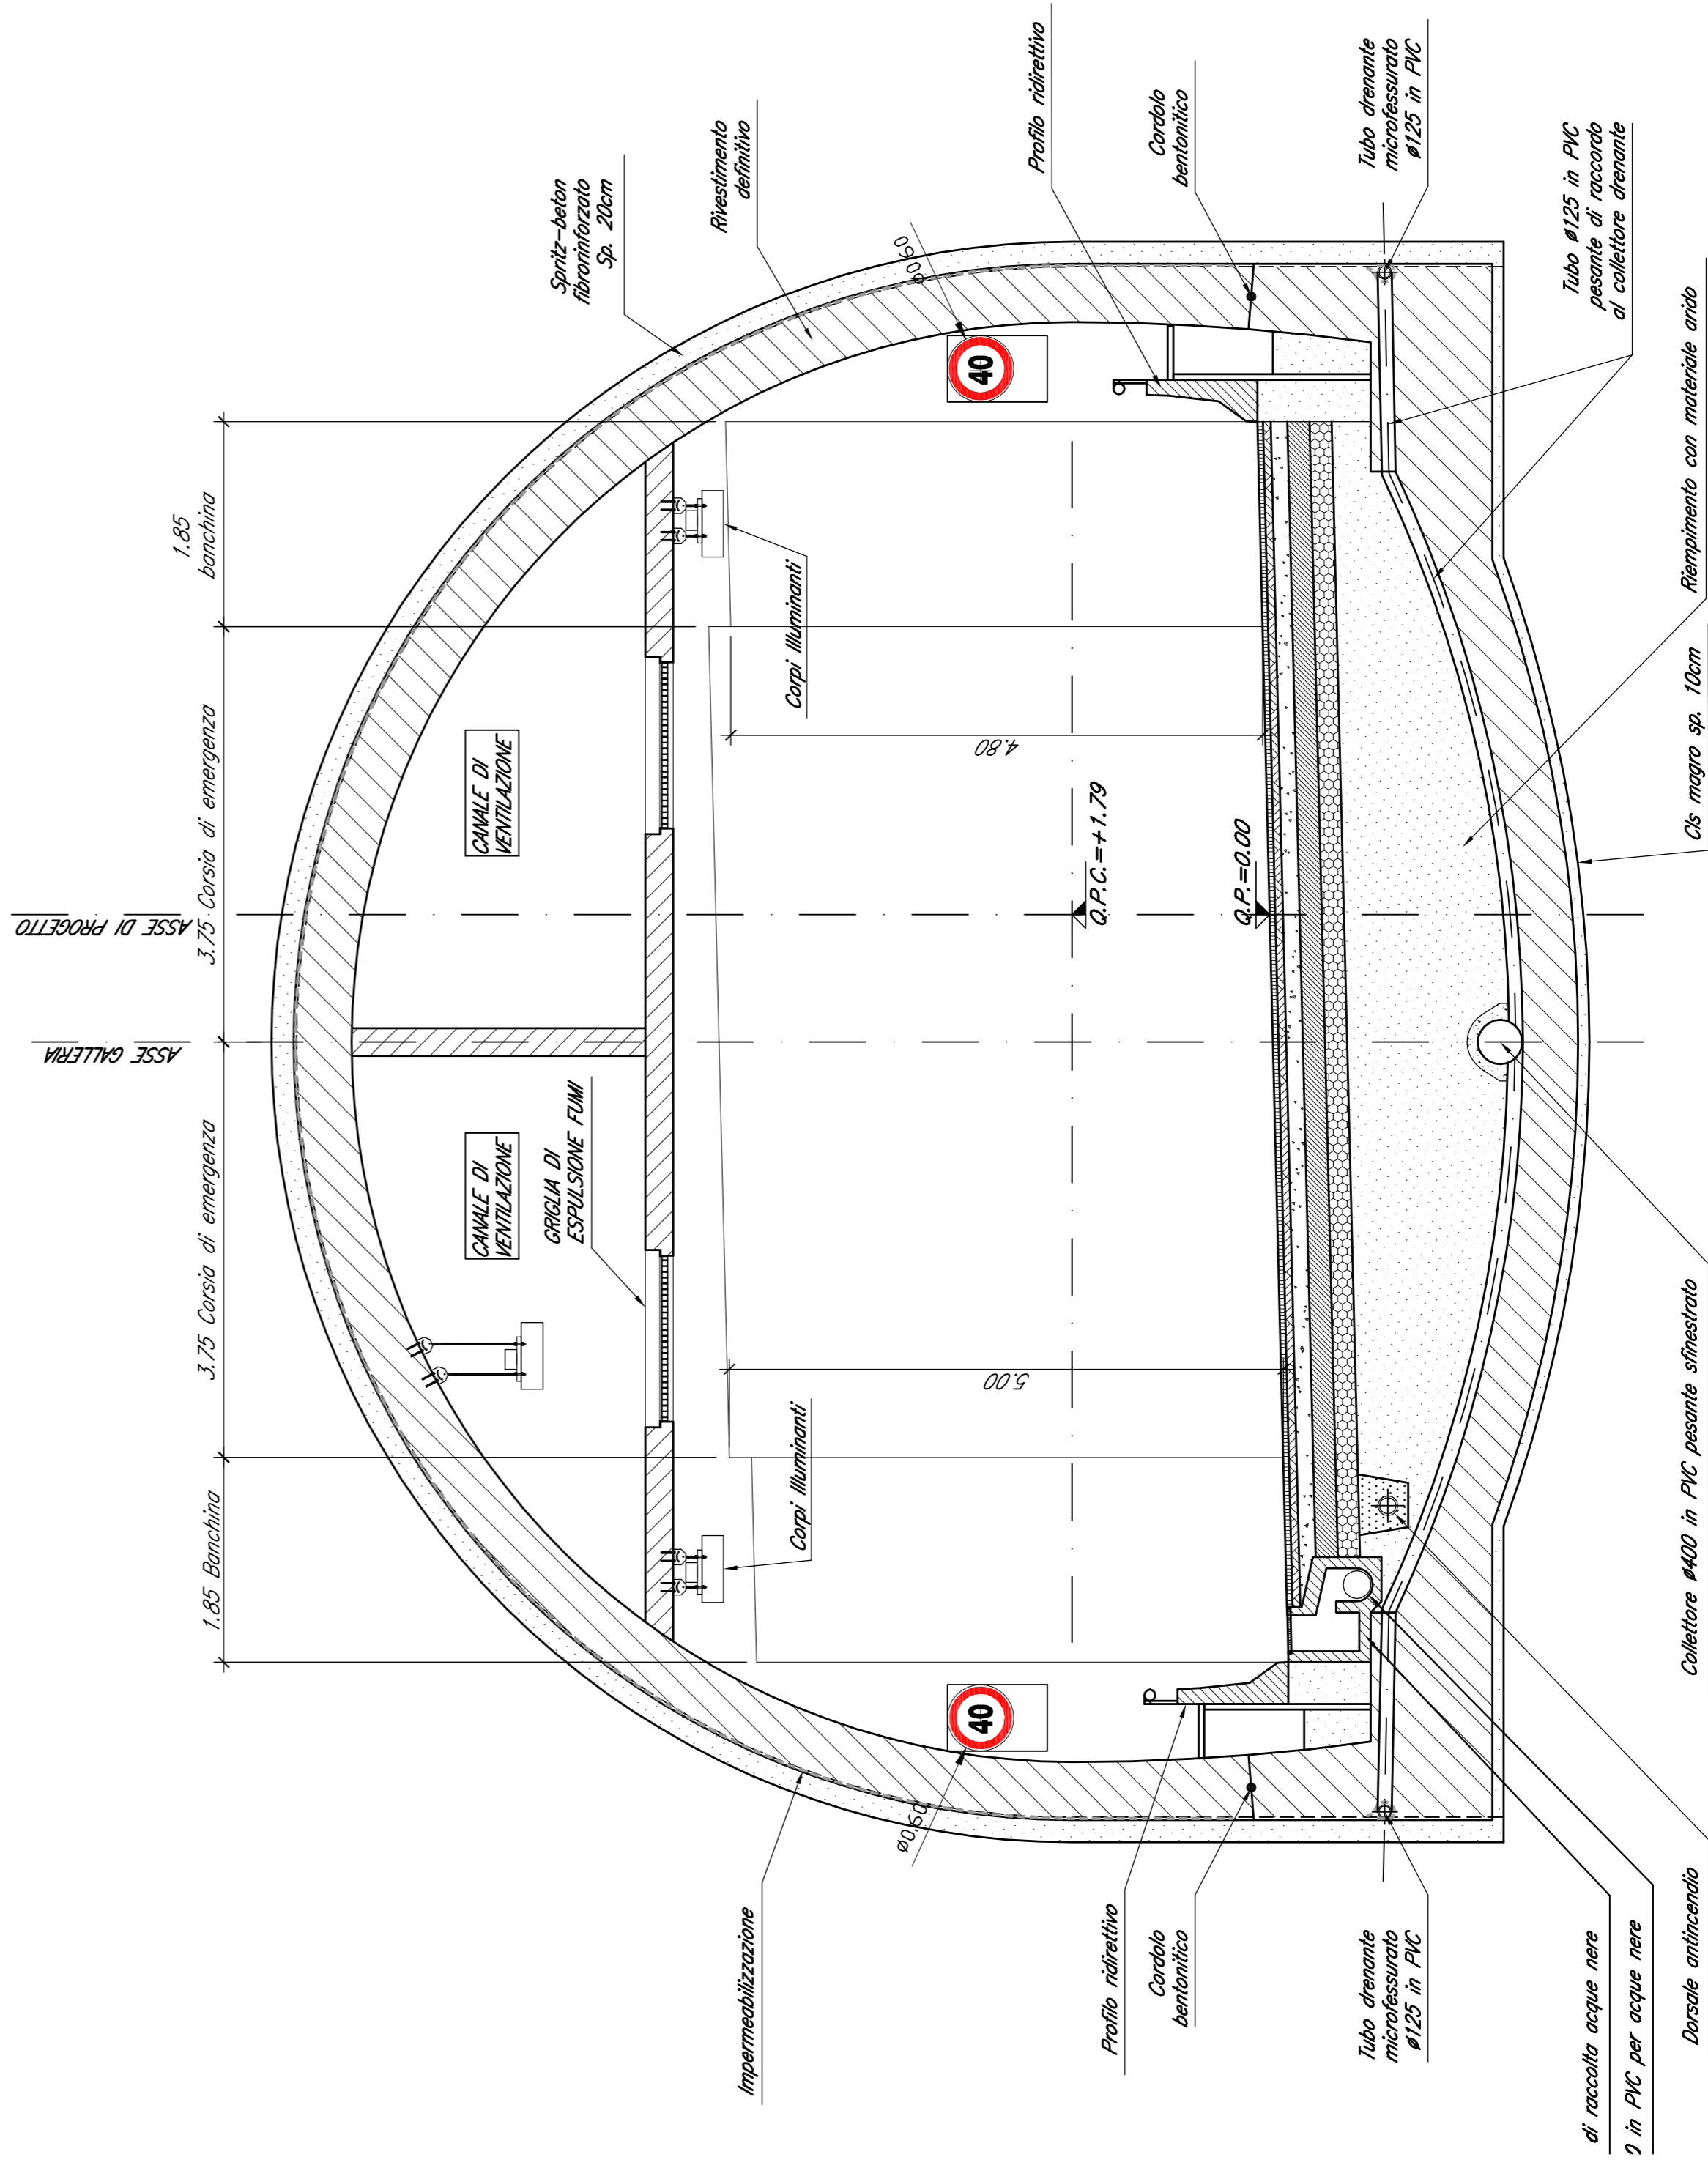 ASSE GALLERIA
ASSE DI PROGETTO
1.85 Banchina
3.75 Corsia di emergenza
3.75 Corsia di emergenza
1.85
banchina
Spritz-beton
fibrorinforzato
Sp. 20cm
Rivestimento
definitivo
CANALE DI
VENTILAZIONE
CANALE DI
VENTILAZIONE
GRIGLIA DI
ESPULSIONE FUMI
Impermeabilizzazione
Corpi Illuminanti
Corpi Illuminanti
5.00
4.80
40
40
Ø0,60
0,60
Q.P.C.=+1.79
Q.P.=0.00
Profilo ridirettivo
Profilo ridirettivo
Cordolo
bentonitico
Cordolo
bentonitico
Tubo drenante
microfessurato
ø125 in PVC
Tubo drenante
microfessurato
ø125 in PVC
Tubo ø125 in PVC
pesante di raccordo
al collettore drenante
di raccolta acque nere
in PVC per acque nere
Dorsale antincendio
Collettore ø400 in PVC pesante sfinestrato
Cls magro sp. 10cm
Riempimento con materiale arido